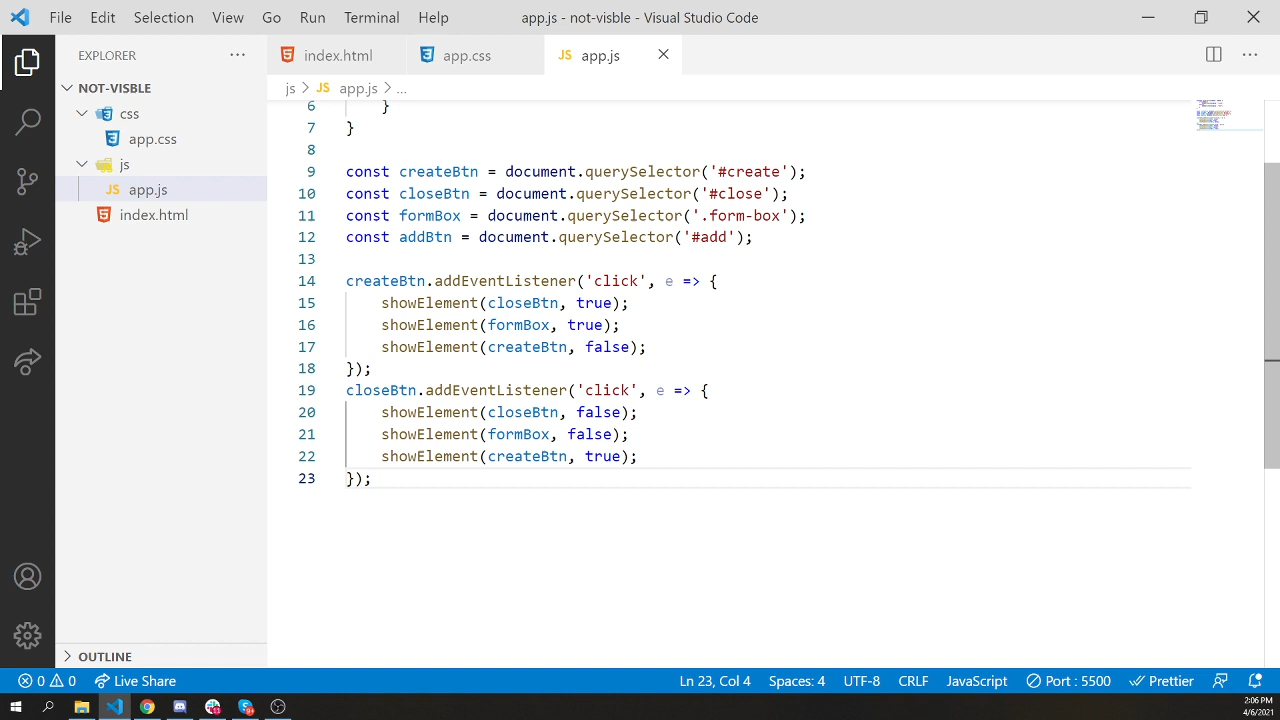 File Edit Selection View Go Run Terminal Help app.js - not-visble - Visual Studio Code
EXPLORER ...
index.html app.css JS app.js
NOT-VISBLE
js > JS app.js > ...
css
app.css
js
JS app.js
index.html
6 }
7 }
8
9 const createBtn = document.querySelector('#create');
10 const closeBtn = document.querySelector('#close');
11 const formBox = document.querySelector('.form-box');
12 const addBtn = document.querySelector('#add');
13
14 createBtn.addEventListener('click', e => {
15 showElement(closeBtn, true);
16 showElement(formBox, true);
17 showElement(createBtn, false);
18 });
19 closeBtn.addEventListener('click', e => {
20 showElement(closeBtn, false);
21 showElement(formBox, false);
22 showElement(createBtn, true);
23 });
OUTLINE
0 0 Live Share Ln 23, Col 4 Spaces: 4 UTF-8 CRLF JavaScript Port : 5500 Prettier
2:06 PM
4/6/2021